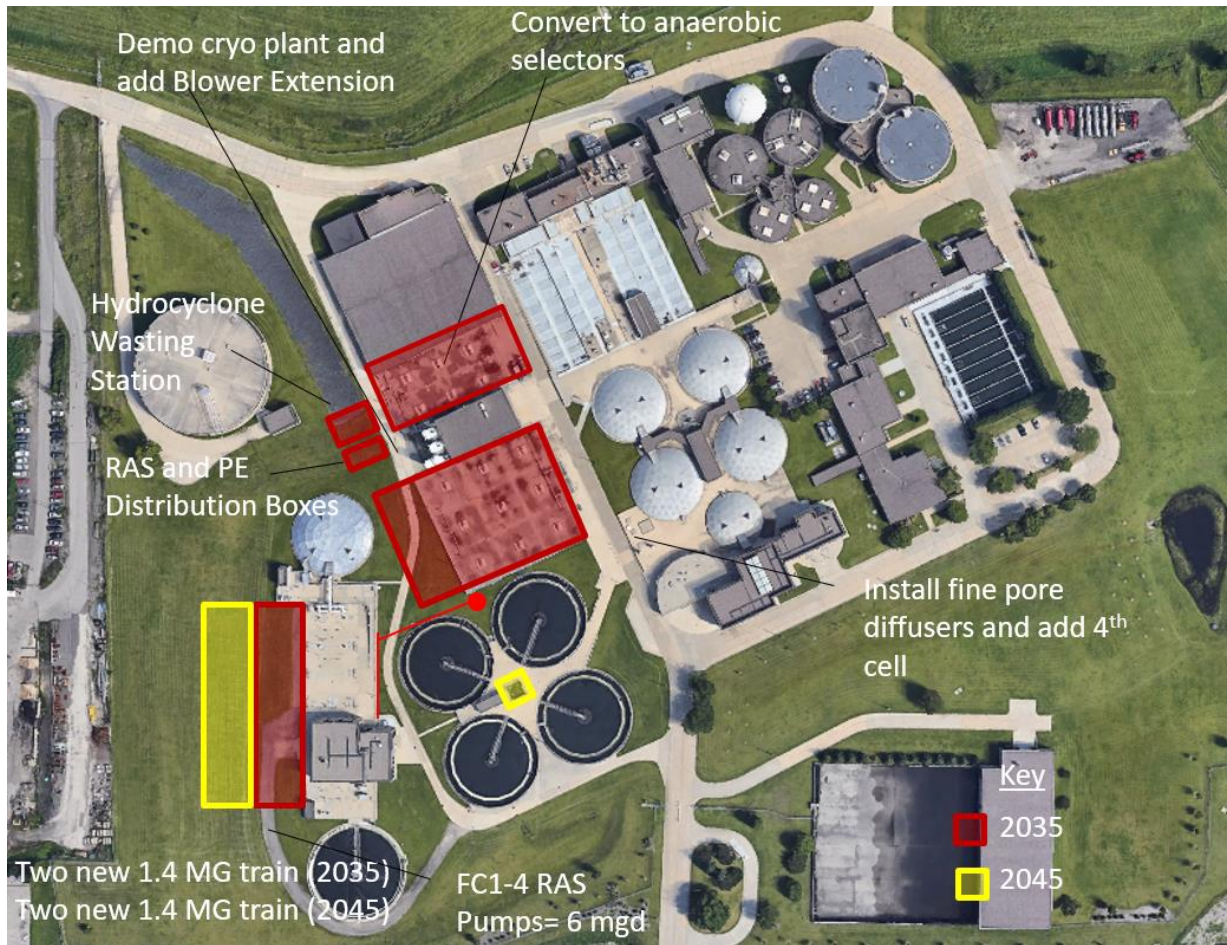 Demo cryo plant and
add Blower Extension
Convert to anaerobic
selectors
Hydrocyclone
Wasting
Station
RAS and PE
Distribution Boxes
Install fine pore
diffusers and add 4th
cell
Key
2035
2045
Two new 1.4 MG train (2035)
Two new 1.4 MG train (2045)
FC1-4 RAS
Pumps= 6 mgd